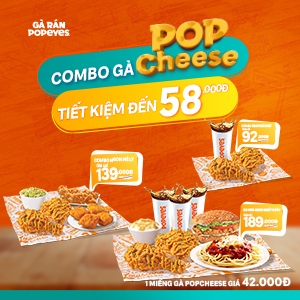 GÀ RÁN
POPEYES
COMBO GÀ
POP
Cheese
TIẾT KIỆM ĐẾN 58.000Đ
92.000Đ
139.000Đ
189.000Đ
1 MIẾNG GÀ POPCHEESE GIÁ 42.000Đ